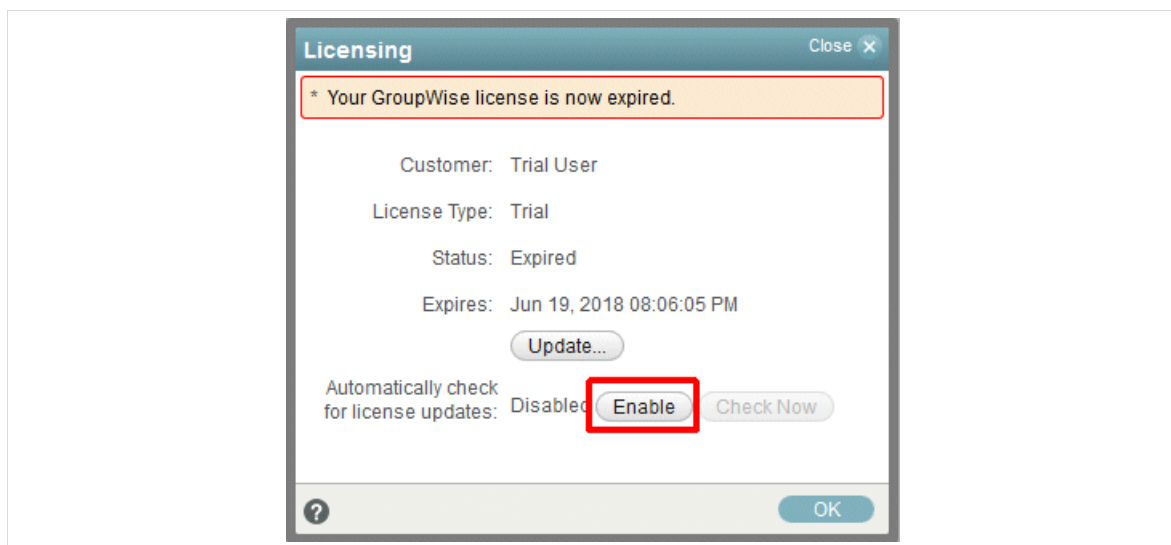 Licensing Close X
* Your GroupWise license is now expired.
Customer: Trial User
License Type: Trial
Status: Expired
Expires: Jun 19, 2018 08:06:05 PM
Update...
Automatically check
for license updates: Disabled Enable Check Now
? OK